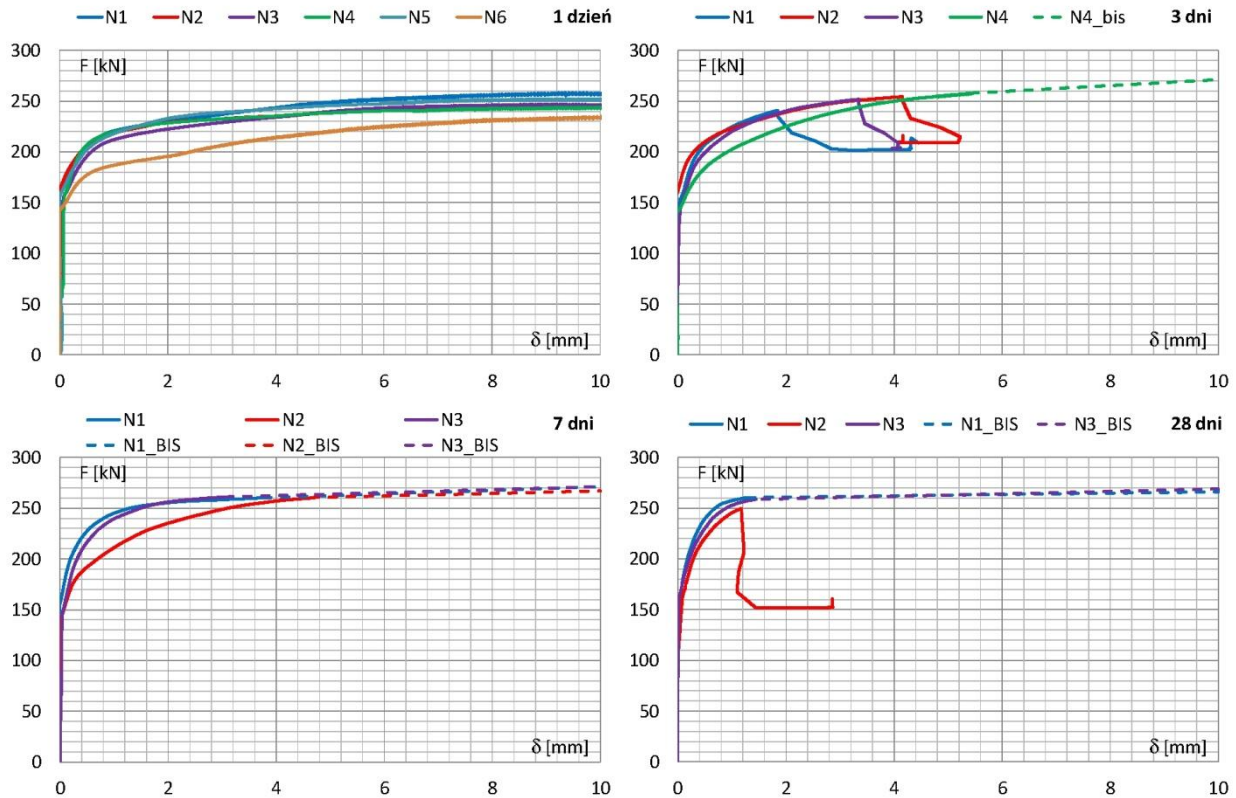 N1 N2 N3 N4 N5 N6 1 dzień
F [kN]
300
250
200
150
100
50
0
δ [mm]
0 2 4 6 8 10
N1 N2 N3 N4 N4_bis 3 dni
F [kN]
300
250
200
150
100
50
0
δ [mm]
0 2 4 6 8 10
N1 N2 N3 7 dni
N1_BIS N2_BIS N3_BIS
F [kN]
300
250
200
150
100
50
0
δ [mm]
0 2 4 6 8 10
N1 N2 N3 N1_BIS N3_BIS 28 dni
F [kN]
300
250
200
150
100
50
0
δ [mm]
0 2 4 6 8 10